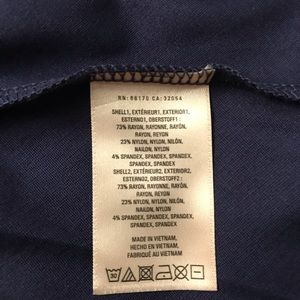 RN: 66170 CA: 32054
SHELL1, EXTÉRIEUR1, EXTERIOR1,
ESTERNO1, OBERSTOFF1 :
73% RAYON, RAYONNE, RAYÓN,
RAYON, REYON
23% NYLON, NYLON, NILÓN,
NAILON, NYLON
4% SPANDEX, SPANDEX, SPANDEX,
SPANDEX, SPANDEX
SHELL2, EXTÉRIEUR2, EXTERIOR2,
ESTERNO2, OBERSTOFF2 :
73% RAYON, RAYONNE, RAYÓN,
RAYON, REYON
23% NYLON, NYLON, NILÓN,
NAILON, NYLON
4% SPANDEX, SPANDEX, SPANDEX,
SPANDEX, SPANDEX
MADE IN VIETNAM,
HECHO EN VIETNAM,
FABRIQUÉ AU VIETNAM
30